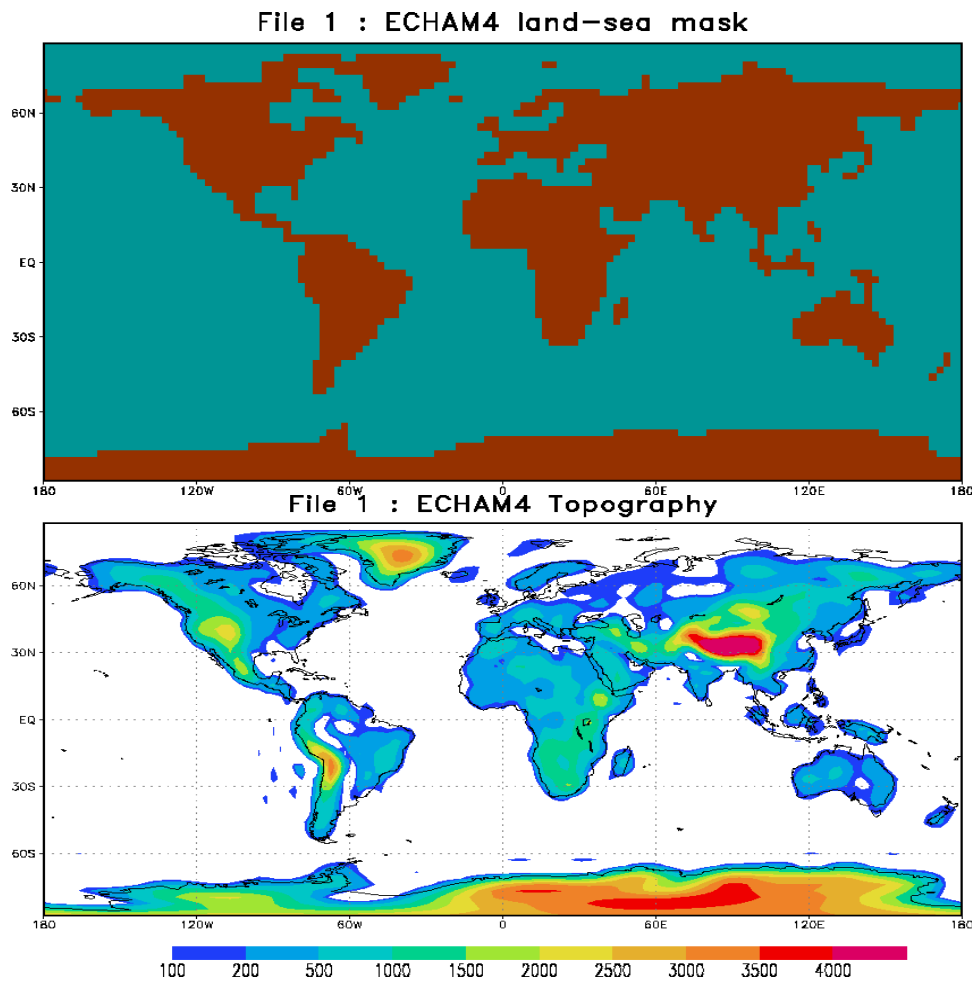 File 1 : ECHAM4 land-sea mask
60N
30N
EQ
30S
60S
180 120W 60W 0 60E 120E 180
File 1 : ECHAM4 Topography
60N
30N
EQ
30S
60S
180 120W 60W 0 60E 120E 180
100 200 500 1000 1500 2000 2500 3000 3500 4000